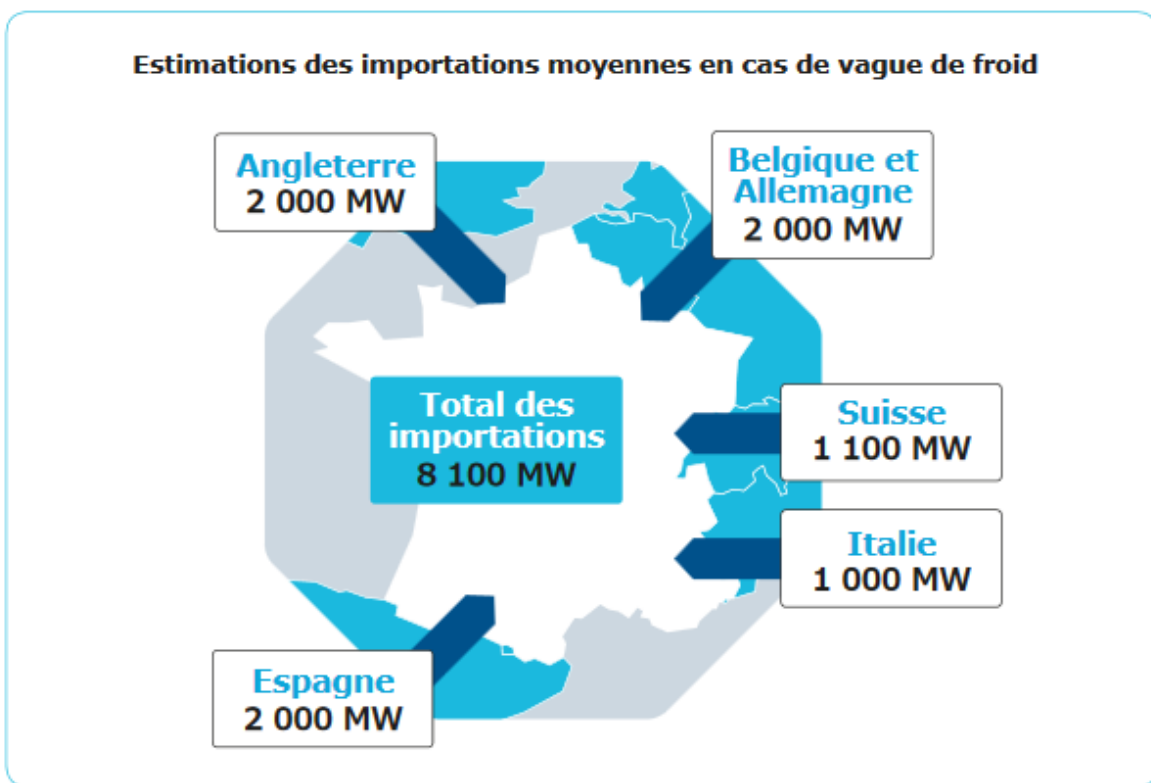 Estimations des importations moyennes en cas de vague de froid
Angleterre
2 000 MW
Belgique et
Allemagne
2 000 MW
Total des
importations
8 100 MW
Suisse
1 100 MW
Italie
1 000 MW
Espagne
2 000 MW